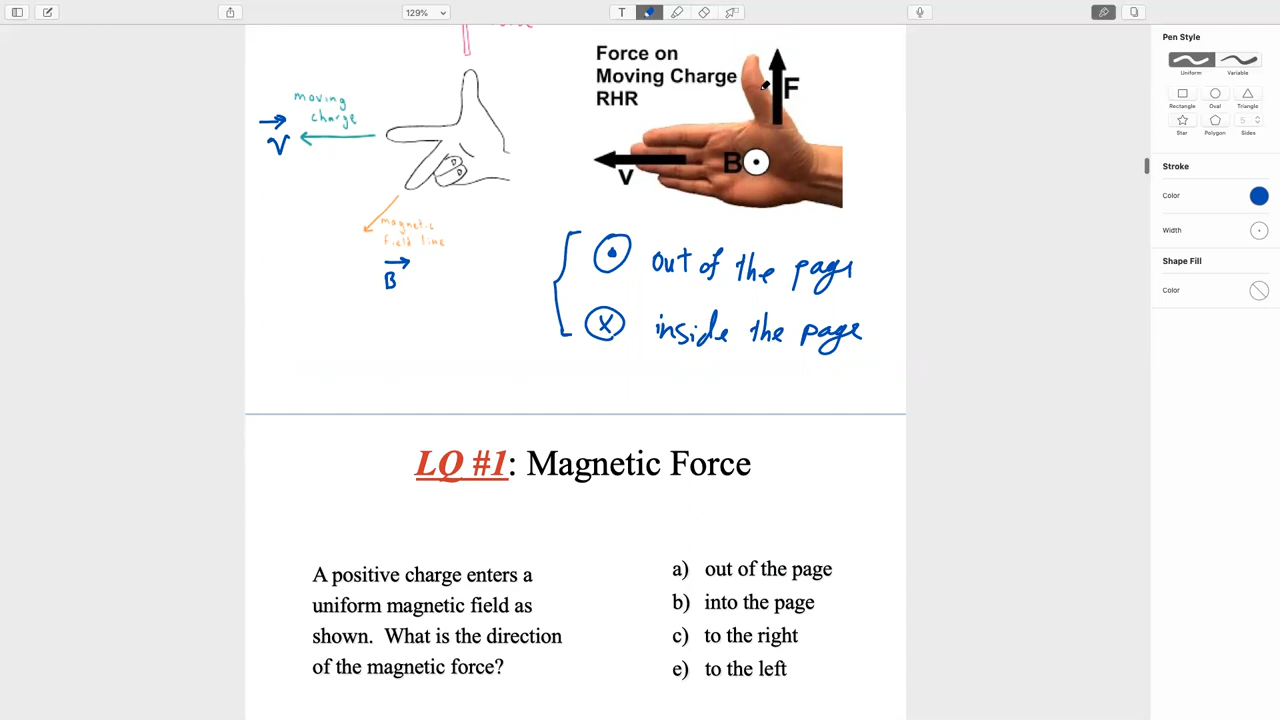 129%
T
Pen Style
Uniform
Variable
Rectangle
Oval
Triangle
Star
Polygon
5
Sides
Stroke
Color
Width
Shape Fill
Color
moving
charge
V
magnetic
field line
B
Force on
Moving Charge
RHR
F
B
v
out of the page
X inside the page
LQ #1: Magnetic Force
A positive charge enters a
uniform magnetic field as
shown. What is the direction
of the magnetic force?
a) out of the page
b) into the page
c) to the right
e) to the left